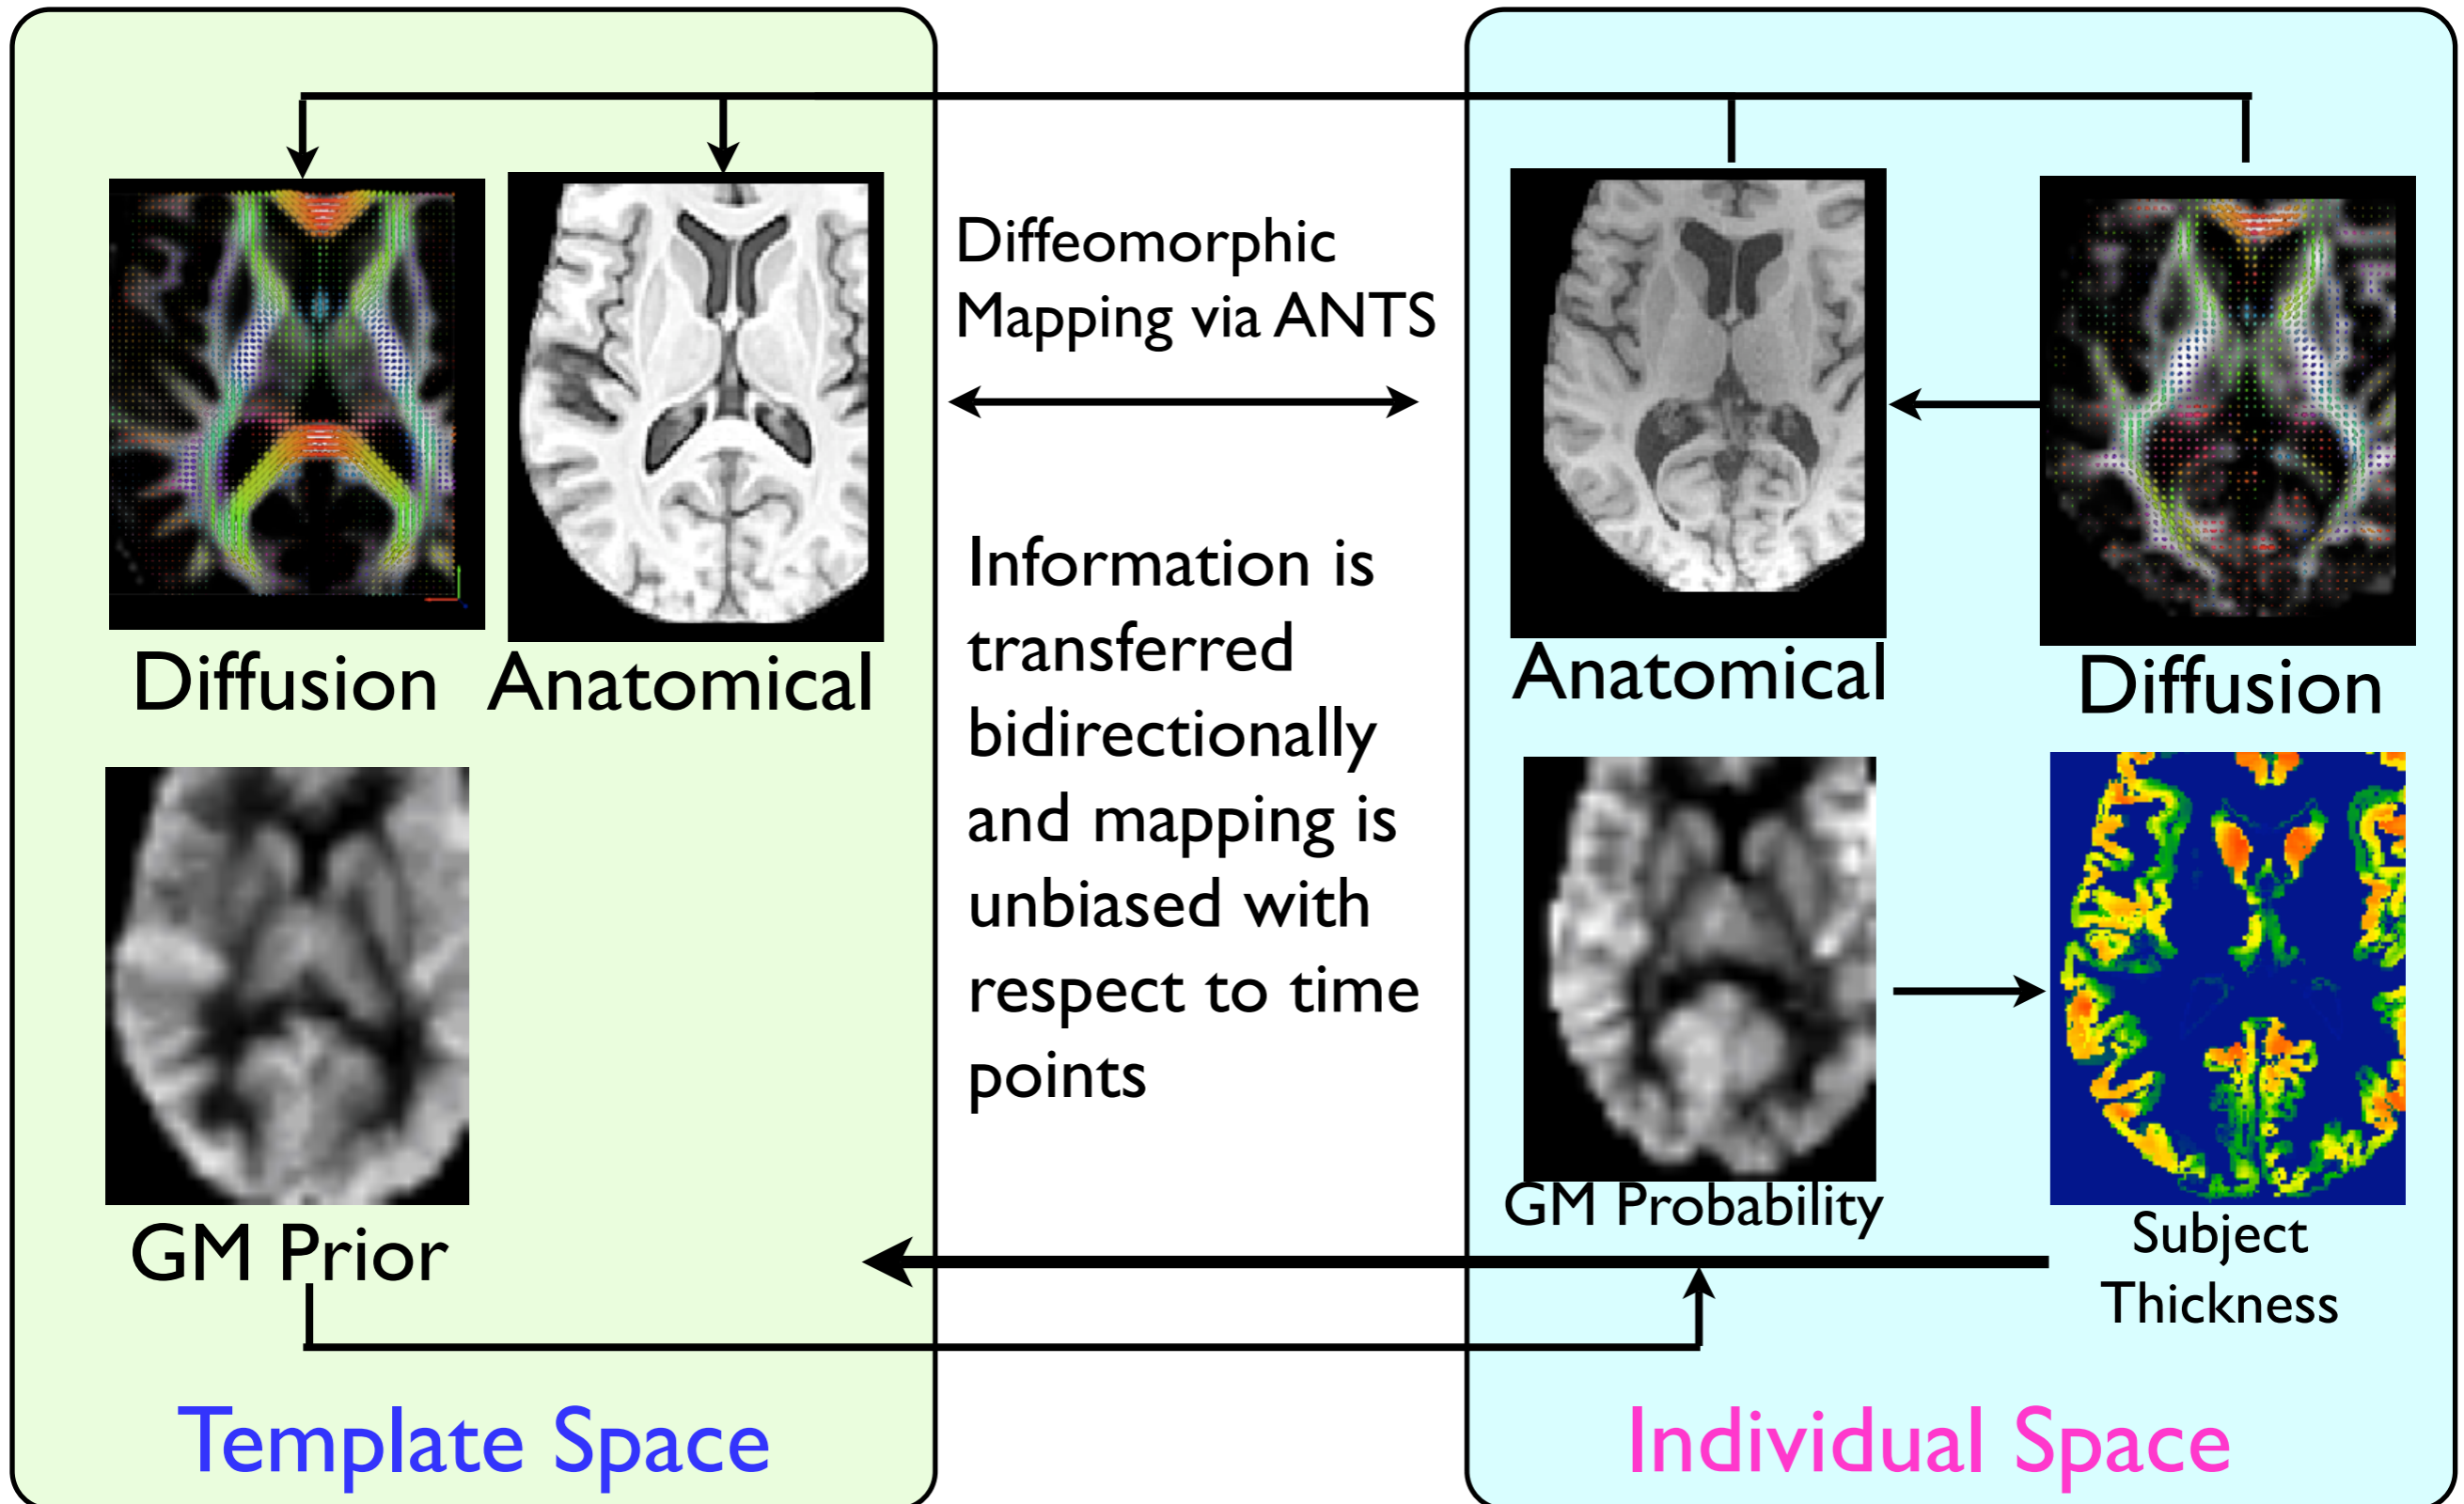 Diffeomorphic
Mapping via ANTS
Diffusion
Anatomical
Information is
transferred
bidirectionally
and mapping is
unbiased with
respect to time
points
Anatomical
Diffusion
GM Prior
GM Probability
Subject
Thickness
Template Space
Individual Space